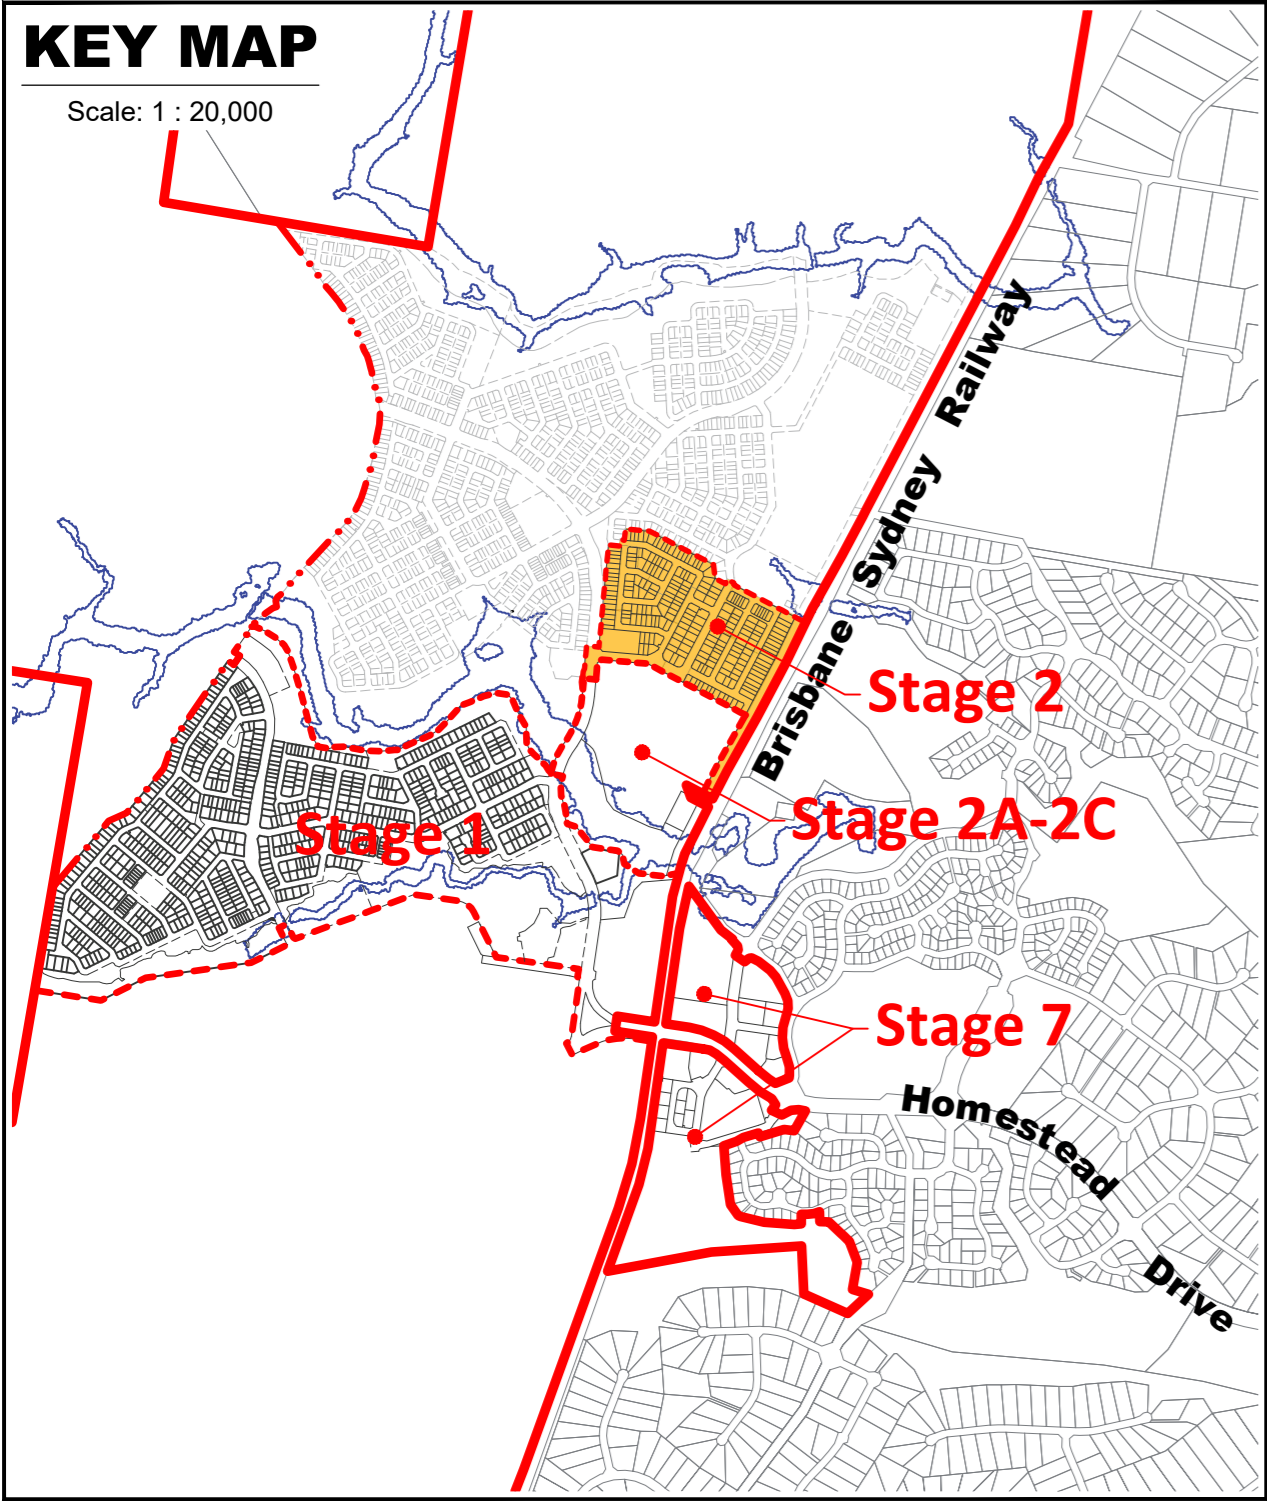 KEY MAP
Scale: 1 : 20,000
Brisbane Sydney Railway
Stage 2
Stage 2A-2C
Stage 1
Stage 7
Homestead
Drive